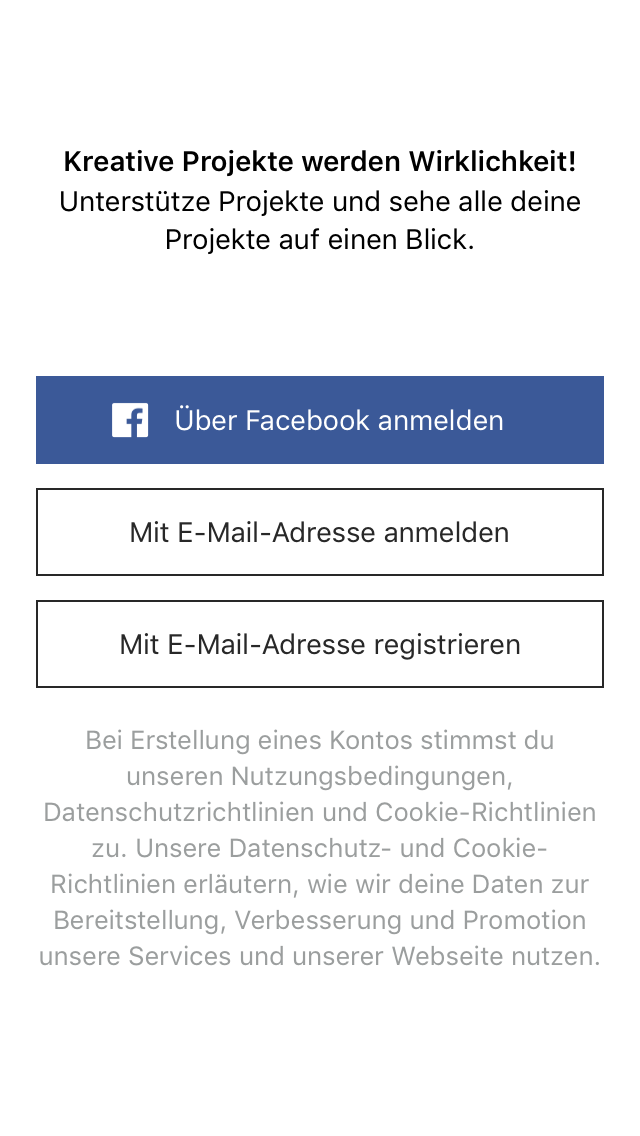 Kreative Projekte werden Wirklichkeit!
Unterstütze Projekte und sehe alle deine
Projekte auf einen Blick.
Über Facebook anmelden
Mit E-Mail-Adresse anmelden
Mit E-Mail-Adresse registrieren
Bei Erstellung eines Kontos stimmst du
unseren Nutzungsbedingungen,
Datenschutzrichtlinien und Cookie-Richtlinien
zu. Unsere Datenschutz- und Cookie-
Richtlinien erläutern, wie wir deine Daten zur
Bereitstellung, Verbesserung und Promotion
unsere Services und unserer Webseite nutzen.